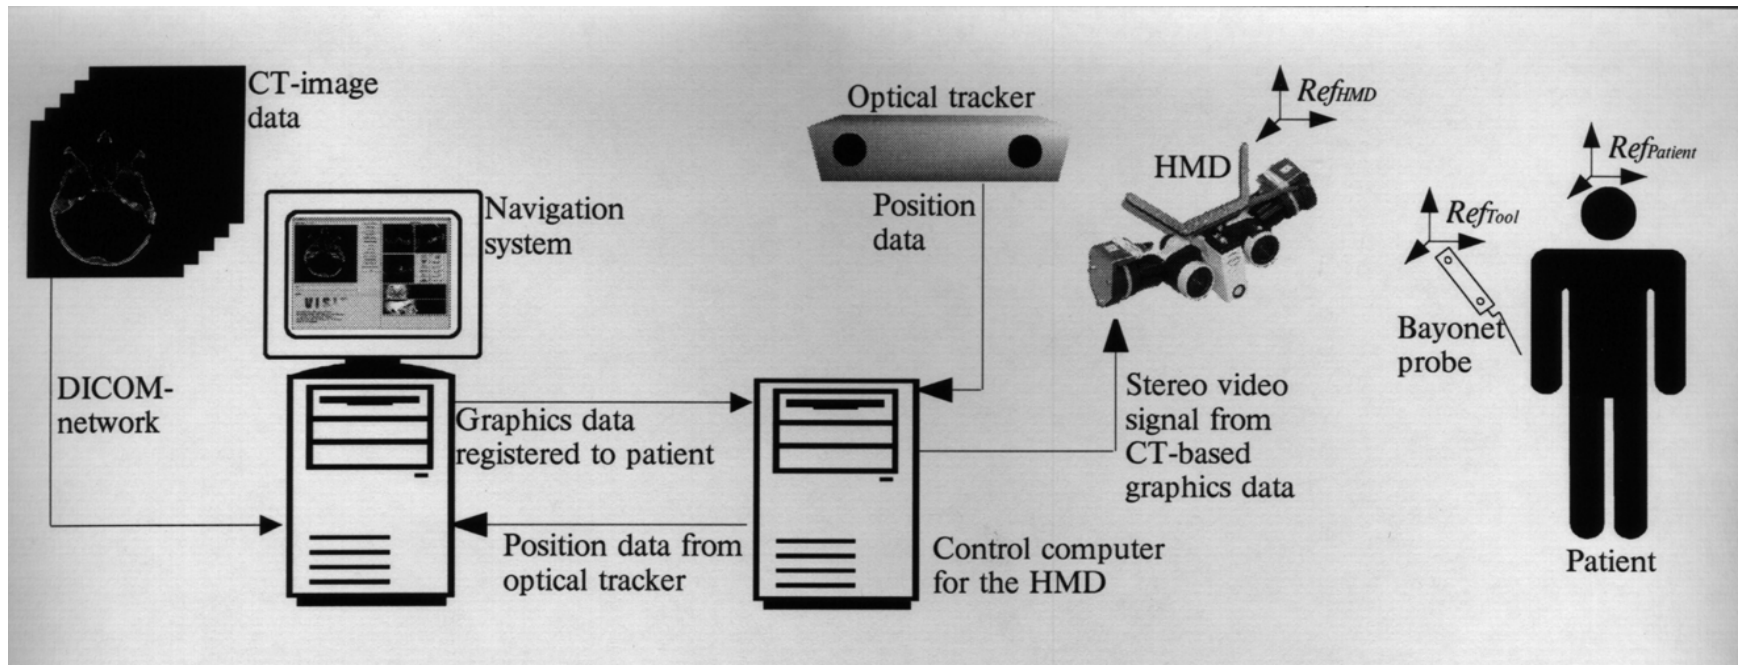 CT-image
data
Optical tracker
RefHMD
HMD
RefPatient
Navigation
system
Position
data
RefTool
Bayonet
probe
DICOM-
network
Graphics data
registered to patient
Stereo video
signal from
CT-based
graphics data
Position data from
optical tracker
Control computer
for the HMD
Patient